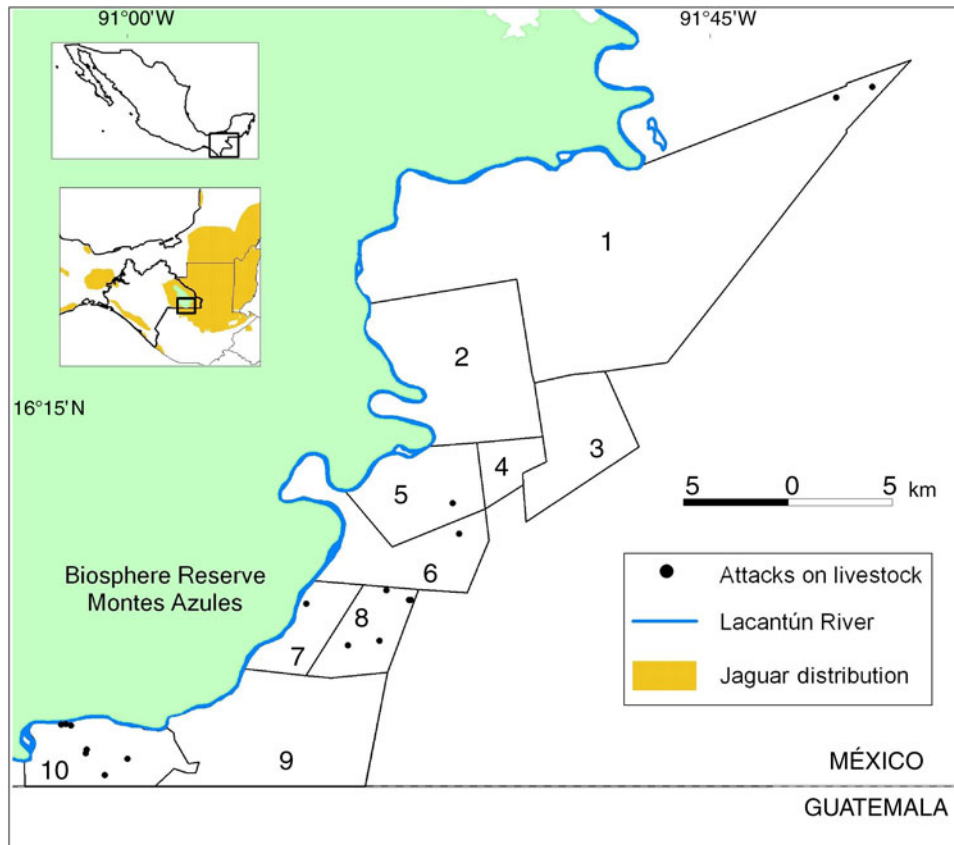 91°00'W
91°45'W
1
2
16°15'N
3
4
5
5 0 5 km
6
Biosphere Reserve
Montes Azules
Attacks on livestock
8
Lacantún River
7
Jaguar distribution
9
10
MÉXICO
GUATEMALA